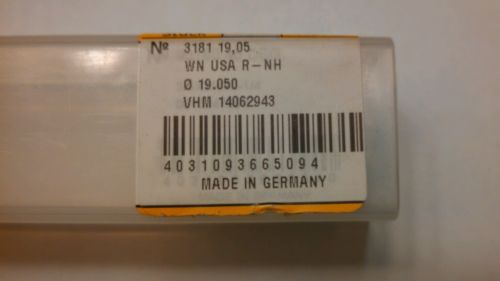 Nº 3181 19,05
WN USA R-NH
Ø 19.050
VHM 14062943
4031093665094
MADE IN GERMANY